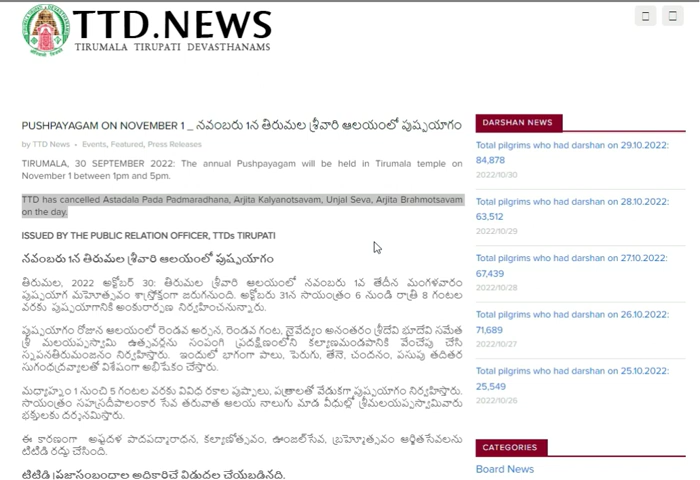 TTD.NEWS
TIRUMALA TIRUPATI DEVASTHANAMS
PUSHPAYAGAM ON NOVEMBER 1 _ నవంబరు 1న తిరుమల శ్రీవారి ఆలయంలో పుష్పయాగం
by TTD News • Events, Featured, Press Releases
TIRUMALA, 30 SEPTEMBER 2022: The annual Pushpayagam will be held in Tirumala temple on
November 1 between 1pm and 5pm.
TTD has cancelled Astadala Pada Padmaradhana, Arjita Kalyanotsavam, Unjal Seva, Arjita Brahmotsavam
on the day.
ISSUED BY THE PUBLIC RELATION OFFICER, TTDs TIRUPATI
నవంబరు 1న తిరుమల శ్రీవారి ఆలయంలో పుష్పయాగం
తిరుమల, 2022 అక్టోబర్ 30: తిరుమల శ్రీవారి ఆలయంలో నవంబరు 1వ తేదీన మంగళవారం
పుష్పయాగ మహోత్సవం శాస్త్రోక్తంగా జరుగనుంది. అక్టోబరు 31న సాయంత్రం 6 నుండి రాత్రి 8 గంటల
వరకు పుష్పయాగానికి అంకురార్పణ నిర్వహించనున్నారు.
పుష్పయాగం రోజున ఆలయంలో రెండవ అర్చన, రెండవ గంట, నైవేద్యం అనంతరం శ్రీదేవి భూదేవి సమేత
శ్రీ మలయప్పస్వామి ఉత్సవర్లను సంపంగి ప్రదక్షిణంలోని కల్యాణమండపానికి వేంచేపు చేసి
స్నపనతిరుమంజనం నిర్వహిస్తారు. ఇందులో భాగంగా పాలు, పెరుగు, తేనె, చందనం, పసుపు తదితర
సుగంధద్రవ్యాలతో విశేషంగా అభిషేకం చేస్తారు.
మధ్యాహ్నం 1 నుంచి 5 గంటల వరకు వివిధ రకాల పుష్పాలు, పత్రాలతో వేడుకగా పుష్పయాగం నిర్వహిస్తారు.
సాయంత్రం సహస్రదీపాలంకార సేవ తరువాత ఆలయ నాలుగు మాడ వీధుల్లో శ్రీమలయప్పస్వామివారు
భక్తులకు దర్శనమిస్తారు.
ఈ కారణంగా అష్టదళ పాదపద్మారాధన, కల్యాణోత్సవం, ఊంజల్‌సేవ, బ్రహ్మోత్సవం ఆర్జితసేవలను
టిటిడి రద్దు చేసింది.
టిటిడి ప్రజాసంబంధాల అధికారిచే విడుదల చేయబడినది.
DARSHAN NEWS
Total pilgrims who had darshan on 29.10.2022:
84,878
2022/10/30
Total pilgrims who had darshan on 28.10.2022:
63,512
2022/10/29
Total pilgrims who had darshan on 27.10.2022:
67,439
2022/10/28
Total pilgrims who had darshan on 26.10.2022:
71,689
2022/10/27
Total pilgrims who had darshan on 25.10.2022:
25,549
2022/10/26
CATEGORIES
Board News